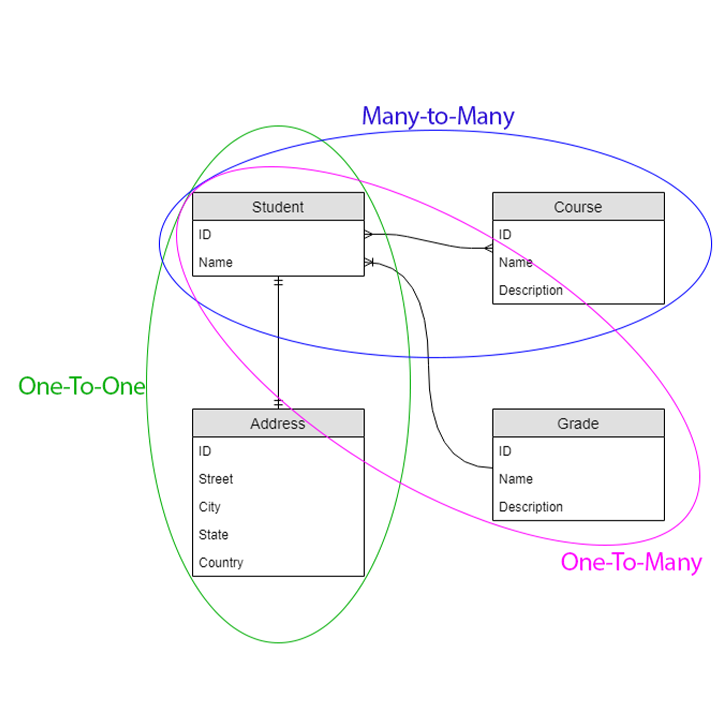 Many-to-Many
Student
ID
Name
Course
ID
Name
Description
One-To-One
Address
ID
Street
City
State
Country
Grade
ID
Name
Description
One-To-Many